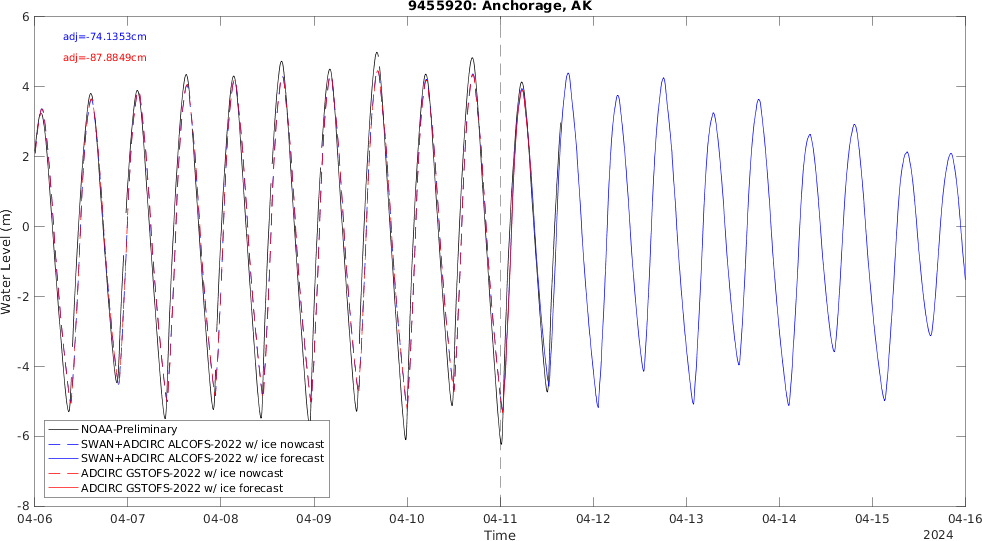 9455920: Anchorage, AK
adj=-74.1353cm
adj=-87.8849cm
6
4
2
0
-2
-4
-6
-8
Water Level (m)
NOAA-Preliminary
SWAN+ADCIRC ALCOFS-2022 w/ ice nowcast
SWAN+ADCIRC ALCOFS-2022 w/ ice forecast
ADCIRC GSTOFS-2022 w/ ice nowcast
ADCIRC GSTOFS-2022 w/ ice forecast
04-06 04-07 04-08 04-09 04-10 04-11 04-12 04-13 04-14 04-15 04-16
Time
2024